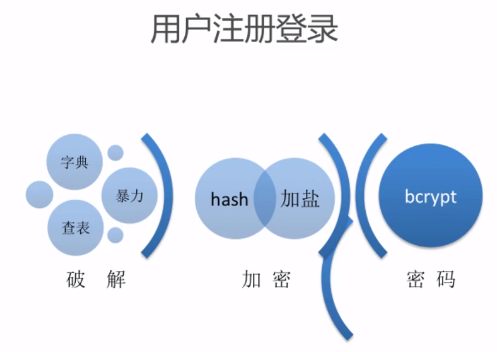 用户注册登录
字典
暴力
查表
hash
加盐
bcrypt
破 解
加 密
密 码